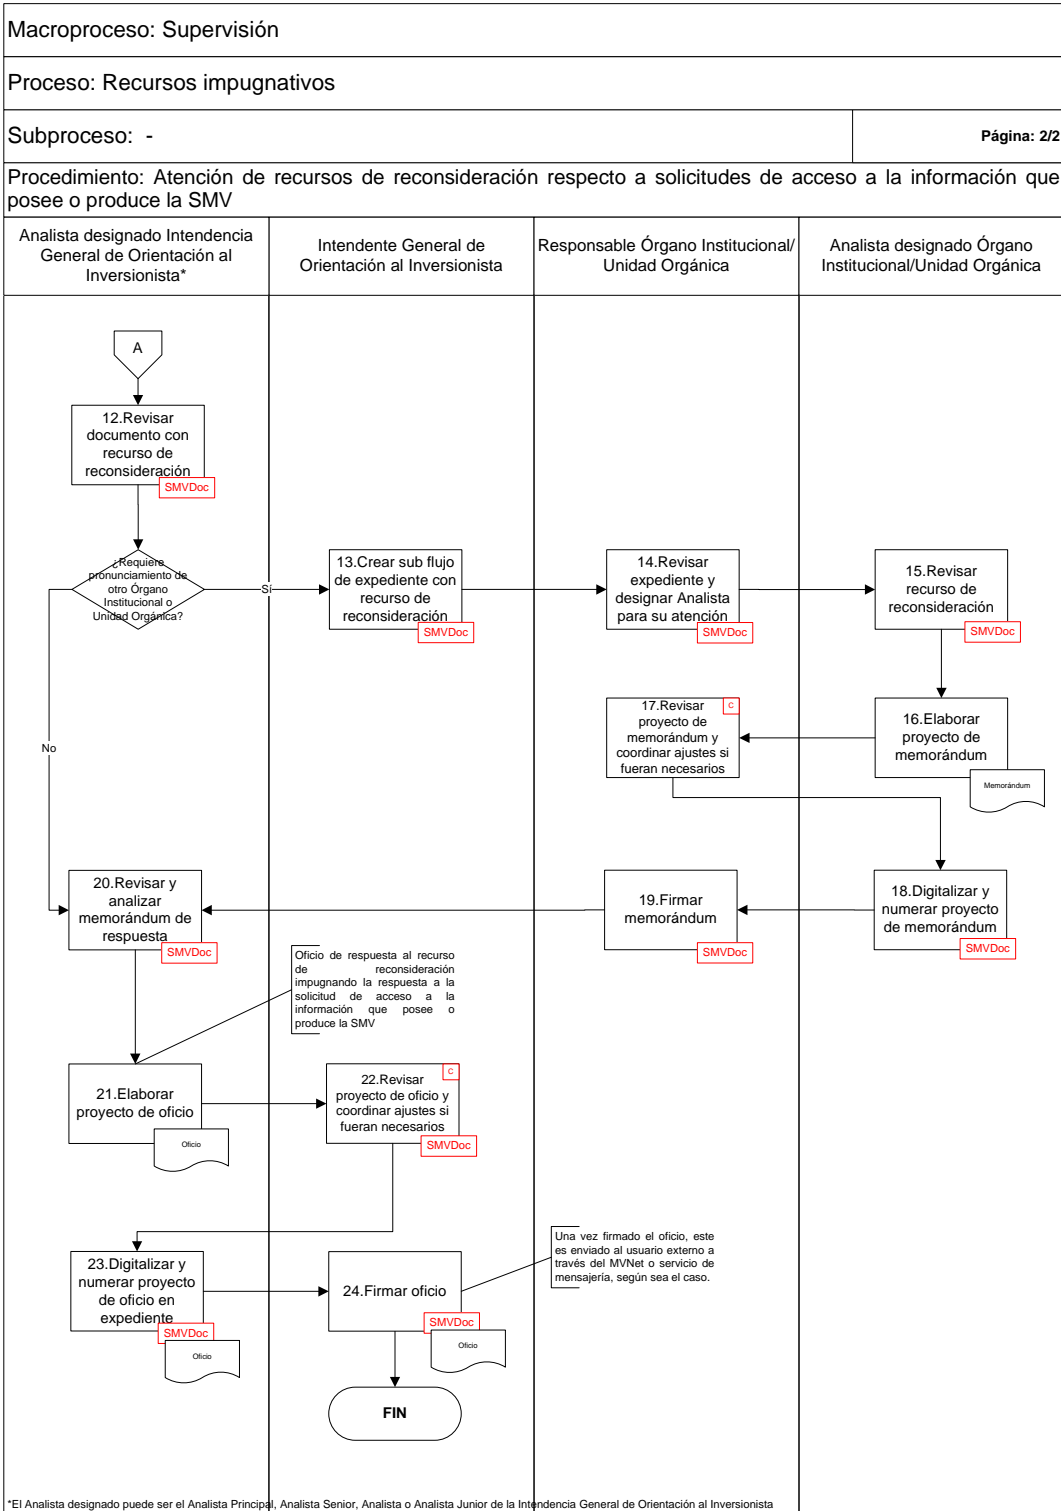 Macroproceso: Supervisión
Proceso: Recursos impugnativos
Subproceso: -
Página: 2/2
Procedimiento: Atención de recursos de reconsideración respecto a solicitudes de acceso a la información que
posee o produce la SMV
Analista designado Intendencia
General de Orientación al
Inversionista*
Intendente General de
Orientación al Inversionista
Responsable Órgano Institucional/
Unidad Orgánica
Analista designado Órgano
Institucional/Unidad Orgánica
A
12.Revisar
documento con
recurso de
reconsideración
SMVDoc
¿Requiere
pronunciamiento de
otro Órgano
Institucional o
Unidad Orgánica?
Sí
No
13.Crear sub flujo
de expediente con
recurso de
reconsideración
SMVDoc
14.Revisar
expediente y
designar Analista
para su atención
SMVDoc
15.Revisar
recurso de
reconsideración
SMVDoc
16.Elaborar
proyecto de
memorándum
Memorándum
17.Revisar
proyecto de
memorándum y
coordinar ajustes si
fueran necesarios
C
18.Digitalizar y
numerar proyecto
de memorándum
SMVDoc
19.Firmar
memorándum
SMVDoc
20.Revisar y
analizar
memorándum de
respuesta
SMVDoc
Oficio de respuesta al recurso
de reconsideración
impugnando la respuesta a la
solicitud de acceso a la
información que posee o
produce la SMV
21.Elaborar
proyecto de oficio
Oficio
22.Revisar
proyecto de oficio y
coordinar ajustes si
fueran necesarios
C
SMVDoc
23.Digitalizar y
numerar proyecto
de oficio en
expediente
SMVDoc
Oficio
24.Firmar oficio
SMVDoc
Oficio
Una vez firmado el oficio, este
es enviado al usuario externo a
través del MVNet o servicio de
mensajería, según sea el caso.
FIN
*El Analista designado puede ser el Analista Principal, Analista Senior, Analista o Analista Junior de la Intendencia General de Orientación al Inversionista